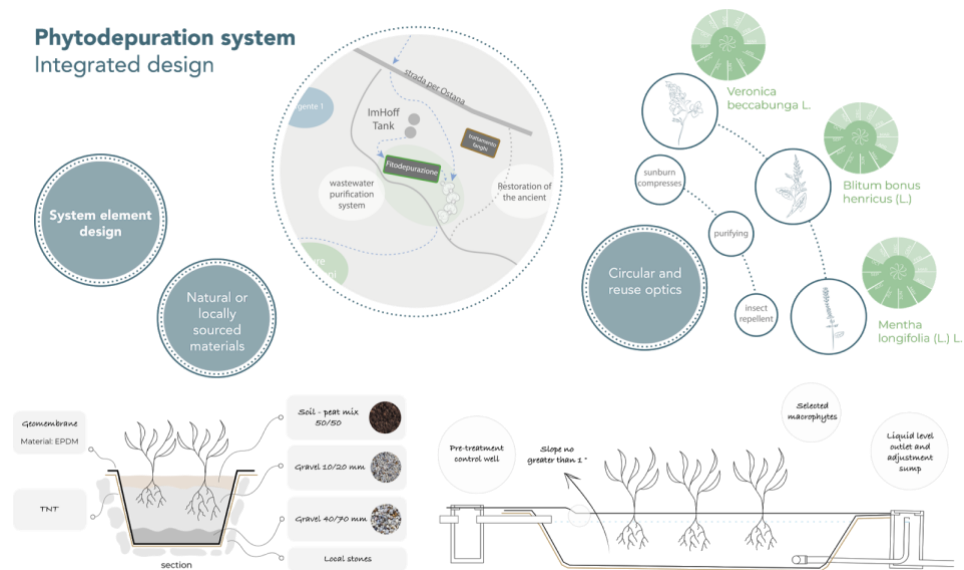 Phytodepuration system
Integrated design
System element
design
Natural or
locally
sourced
materials
strada per Ostana
gente 1
ImHoff
Tank
trattamento
fanghi
Fitodepurazione
wastewater
purification
system
Restoration of
the ancient
Circular and
reuse optics
sunburn
compresses
purifying
insect
repellent
Veronica
beccabunga L.
Blitum bonus
henricus (L.)
Mentha
longifolia (L.) L.
Geomembrane
Material: EPDM
TNT
Soil - peat mix
50/50
Gravel 10/20 mm
Gravel 40/70 mm
Local stones
section
Pre-treatment
control well
Slope no
greater than 1°
Selected
macrophytes
Liquid level
outlet and
adjustment
sump